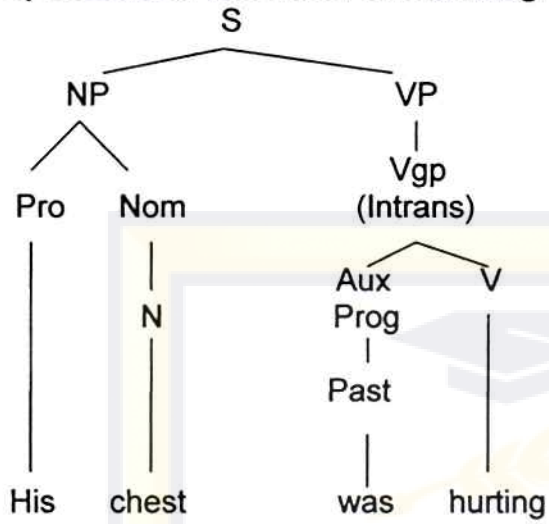 S
NP VP
Vgp
Pro Nom (Intrans)
Aux V
N Prog
Past
His chest was hurting